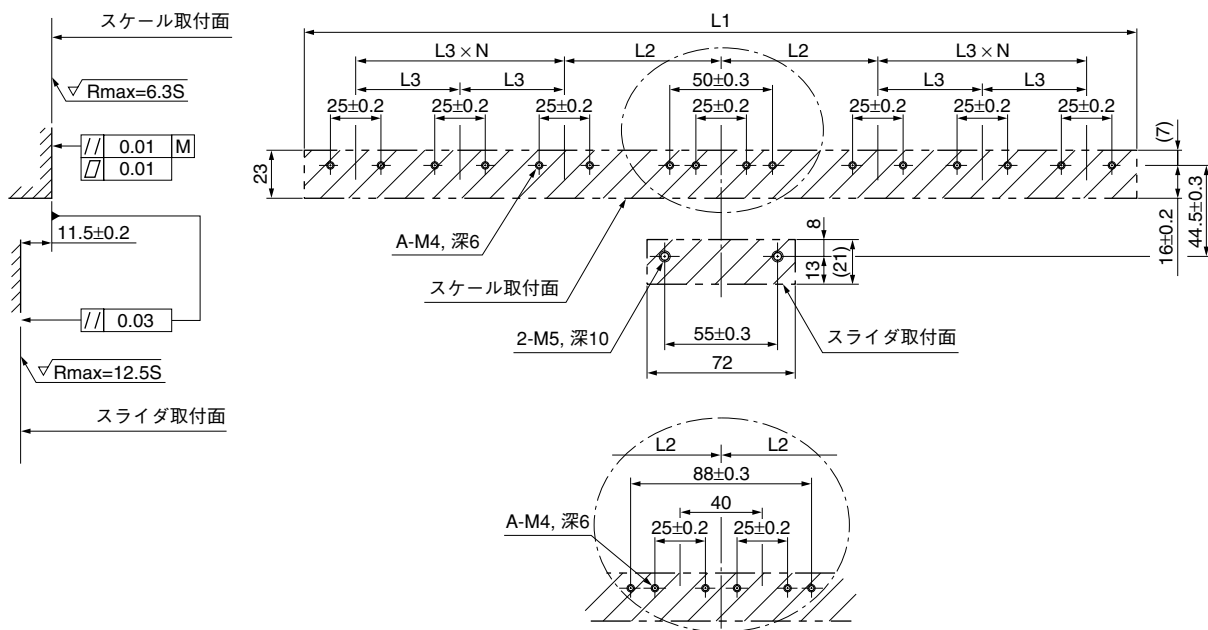 スケール取付面
Rmax=6.3S
// 0.01 M
0.01
11.5±0.2
// 0.03
Rmax=12.5S
スライダ取付面
L1
L3×N
L2
L2
L3×N
L3
L3
50±0.3
L3
L3
25±0.2
25±0.2
25±0.2
25±0.2
25±0.2
25±0.2
25±0.2
23
(7)
16±0.2
44.5±0.3
A-M4, 深6
スケール取付面
8
13
(21)
2-M5, 深10
55±0.3
スライダ取付面
72
L2
L2
88±0.3
40
A-M4, 深6
25±0.2
25±0.2